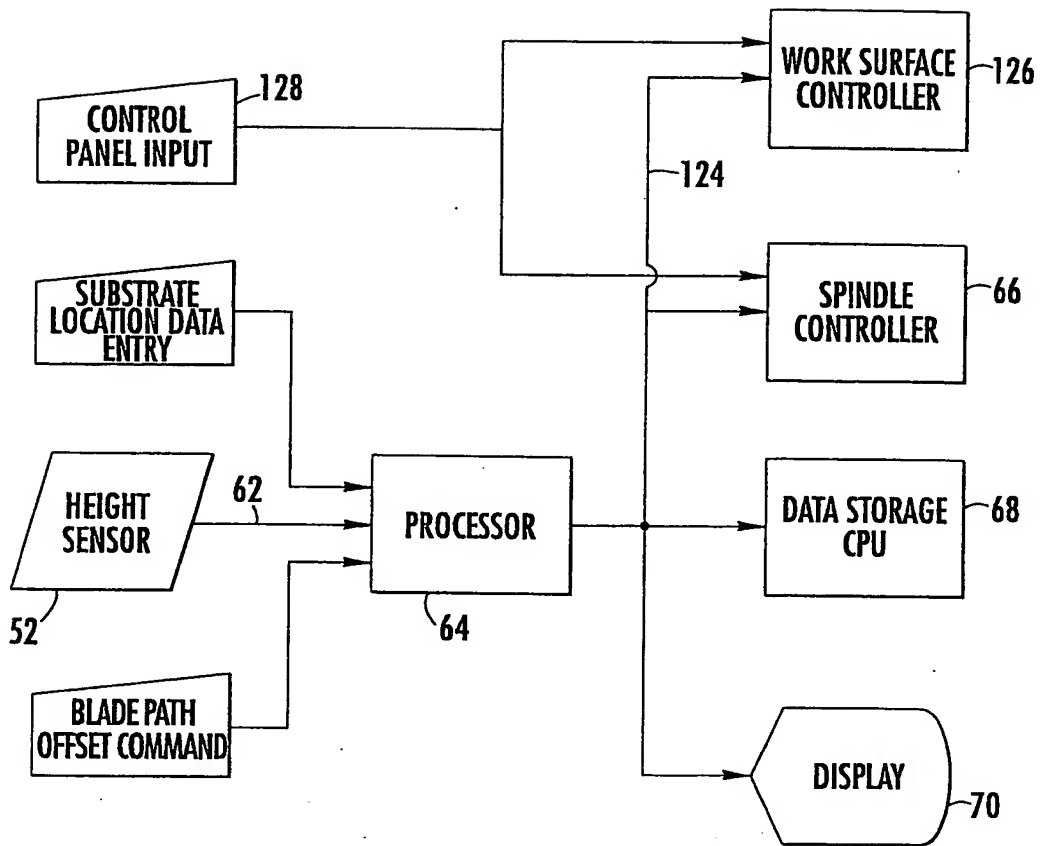 128
CONTROL
PANEL INPUT
WORK SURFACE
CONTROLLER
126
124
SUBSTRATE
LOCATION DATA
ENTRY
SPINDLE
CONTROLLER
66
HEIGHT
SENSOR
52
62
PROCESSOR
64
DATA STORAGE
CPU
68
BLADE PATH
OFFSET COMMAND
DISPLAY
70